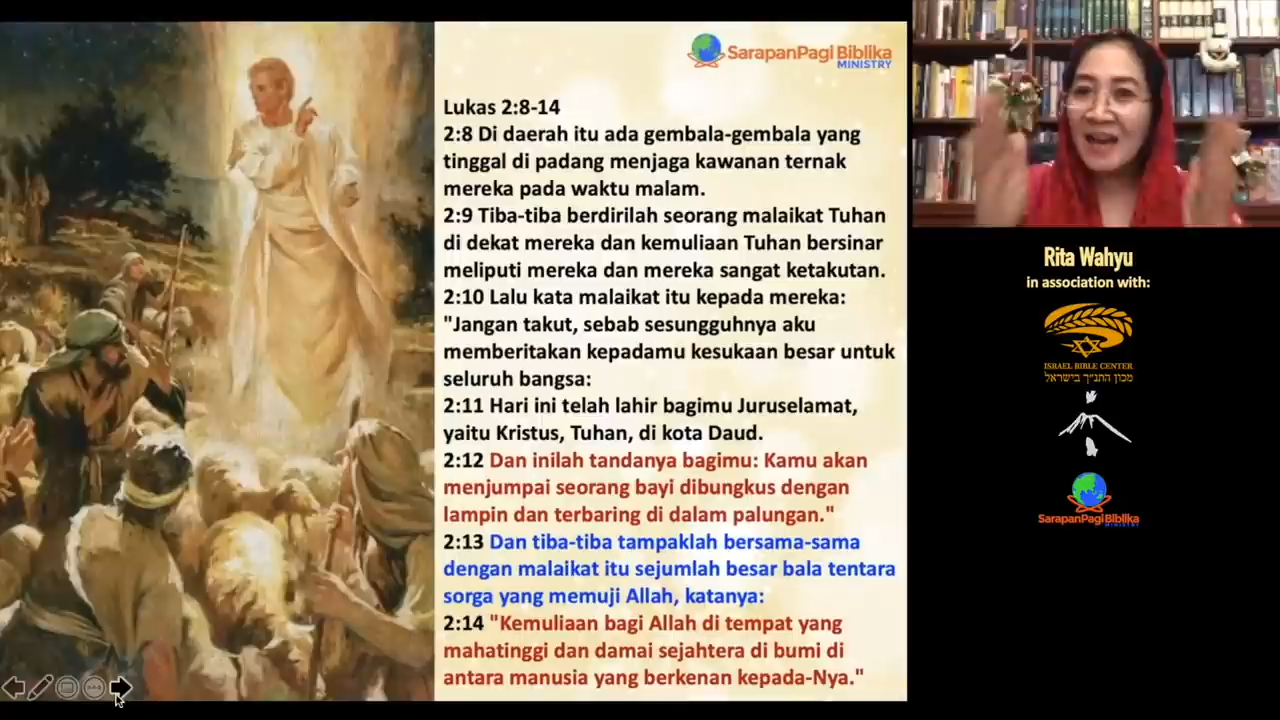 SarapanPagi Biblika
MINISTRY
Lukas 2:8-14
2:8 Di daerah itu ada gembala-gembala yang
tinggal di padang menjaga kawanan ternak
mereka pada waktu malam.
2:9 Tiba-tiba berdirilah seorang malaikat Tuhan
di dekat mereka dan kemuliaan Tuhan bersinar
meliputi mereka dan mereka sangat ketakutan.
2:10 Lalu kata malaikat itu kepada mereka:
"Jangan takut, sebab sesungguhnya aku
memberitakan kepadamu kesukaan besar untuk
seluruh bangsa:
2:11 Hari ini telah lahir bagimu Juruselamat,
yaitu Kristus, Tuhan, di kota Daud.
2:12 Dan inilah tandanya bagimu: Kamu akan
menjumpai seorang bayi dibungkus dengan
lampin dan terbaring di dalam palungan."
2:13 Dan tiba-tiba tampaklah bersama-sama
dengan malaikat itu sejumlah besar bala tentara
sorga yang memuji Allah, katanya:
2:14 "Kemuliaan bagi Allah di tempat yang
mahatinggi dan damai sejahtera di bumi di
antara manusia yang berkenan kepada-Nya."
Rita Wahyu
in association with:
ISRAEL BIBLE CENTER
מכון התנ"ך בישראל
SarapanPagi Biblika
MINISTRY